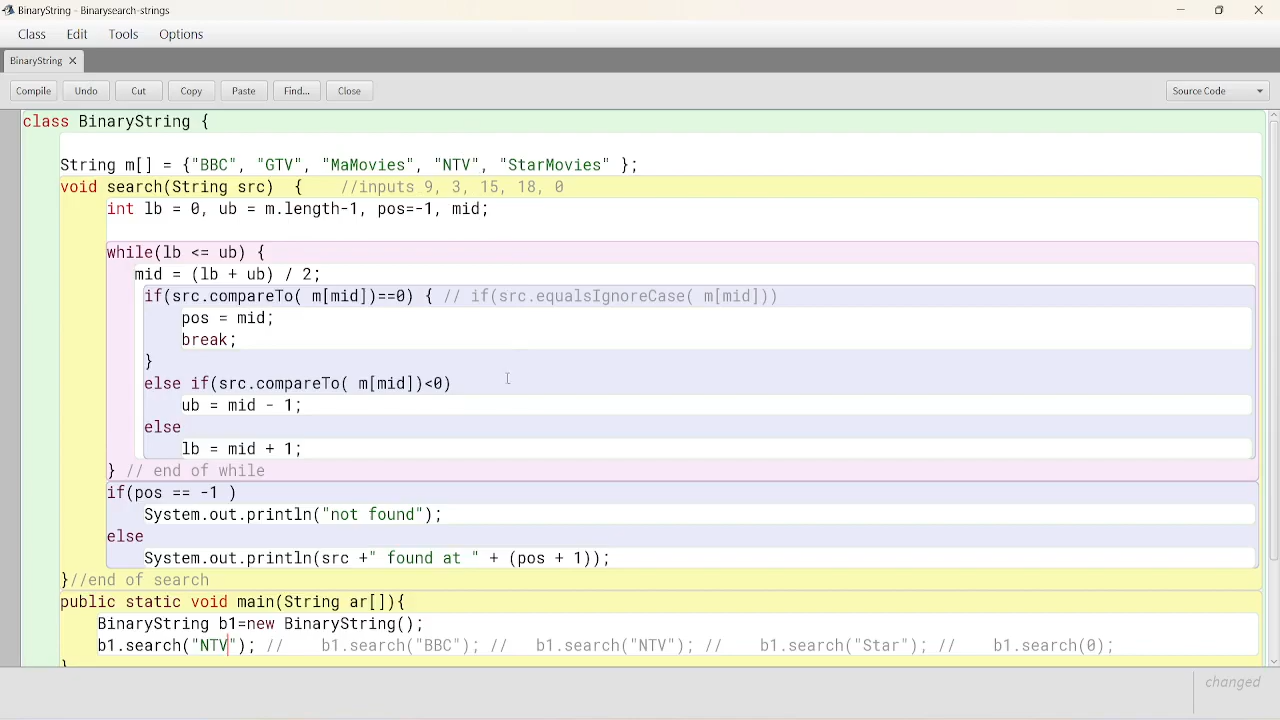 BinaryString - Binarysearch-strings
Class Edit Tools Options
BinaryString ×
Compile Undo Cut Copy Paste Find... Close Source Code
class BinaryString {
String m[] = {"BBC", "GTV", "MaMovies", "NTV", "StarMovies" };
void search(String src) { //inputs 9, 3, 15, 18, 0
int lb = 0, ub = m.length-1, pos=-1, mid;
while(lb <= ub) {
mid = (lb + ub) / 2;
if(src.compareTo( m[mid])==0) { // if(src.equalsIgnoreCase( m[mid]))
pos = mid;
break;
}
else if(src.compareTo( m[mid])<0)
ub = mid - 1;
else
lb = mid + 1;
} // end of while
if(pos == -1 )
System.out.println("not found");
else
System.out.println(src +" found at " + (pos + 1));
}//end of search
public static void main(String ar[]){
BinaryString b1=new BinaryString();
b1.search("NTV"); // b1.search("BBC"); // b1.search("NTV"); // b1.search("Star"); // b1.search(0);
}
changed